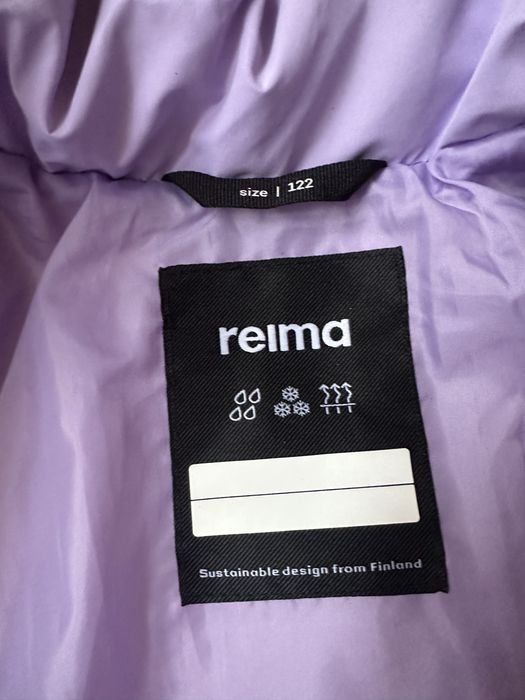 size | 122
reima
Sustainable design from Finland